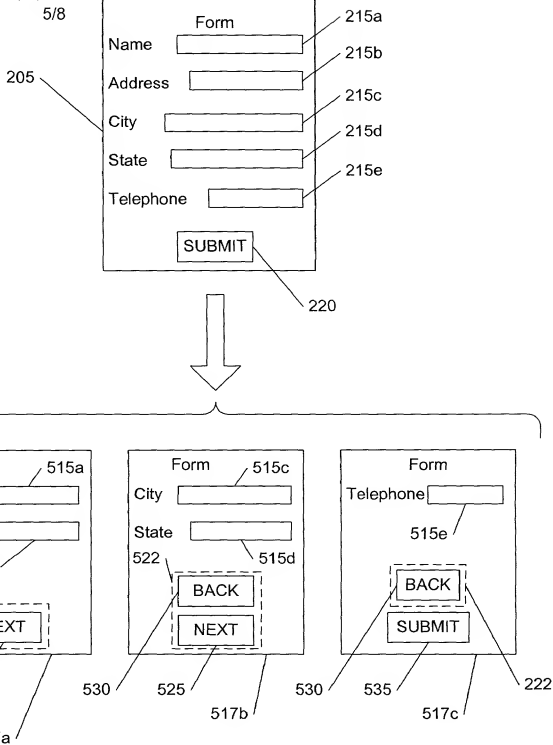 5/8
Form
215a
Name
215b
205
Address
215c
City
215d
State
215e
Telephone
SUBMIT
220
515a
Form
515c
Form
City
Telephone
State
515e
522
515d
BACK
BACK
EXT
NEXT
SUBMIT
530
525
530
535
222
517b
517c
a